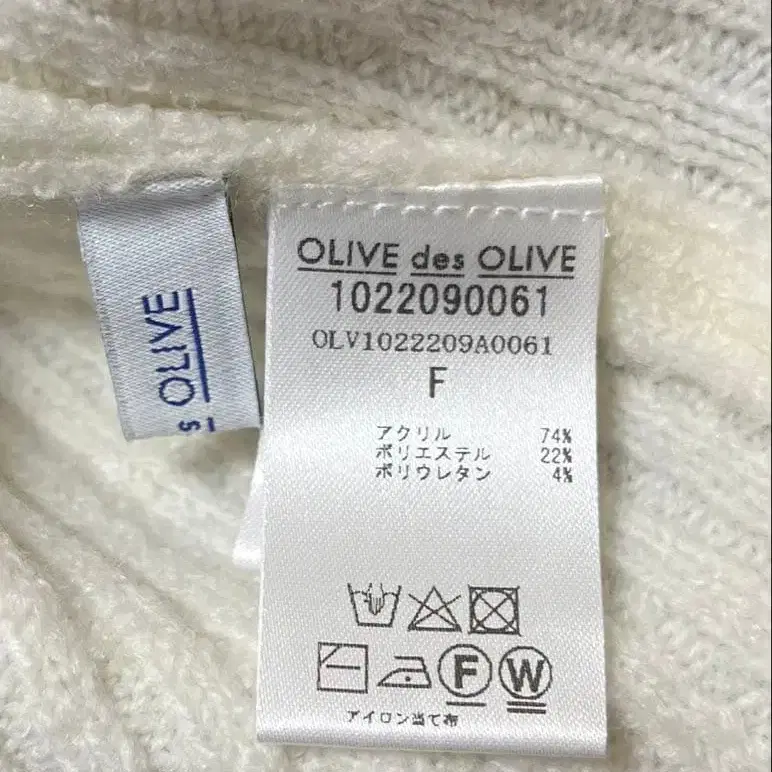 s OLIVE
OLIVE des OLIVE
1022090061
OLV1022209A0061
F
アクリル 74%
ポリエステル 22%
ポリウレタン 4%
F W
アイロン当て布